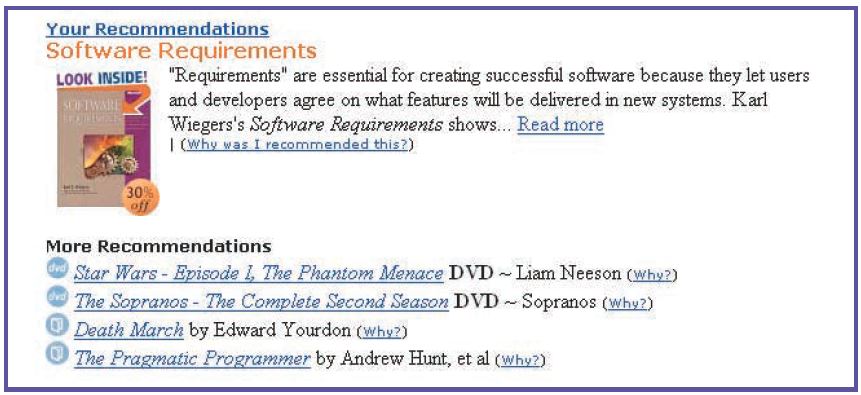 Your Recommendations
Software Requirements
LOOK INSIDE!
SOFTWARE
REQUIREMENTS
30%
off
"Requirements" are essential for creating successful software because they let users
and developers agree on what features will be delivered in new systems. Karl
Wiegers's Software Requirements shows... Read more
| (Why was I recommended this?)
More Recommendations
dvd Star Wars - Episode I, The Phantom Menace DVD ~ Liam Neeson (Why?)
dvd The Sopranos - The Complete Second Season DVD ~ Sopranos (Why?)
Death March by Edward Yourdon (Why?)
The Pragmatic Programmer by Andrew Hunt, et al (Why?)